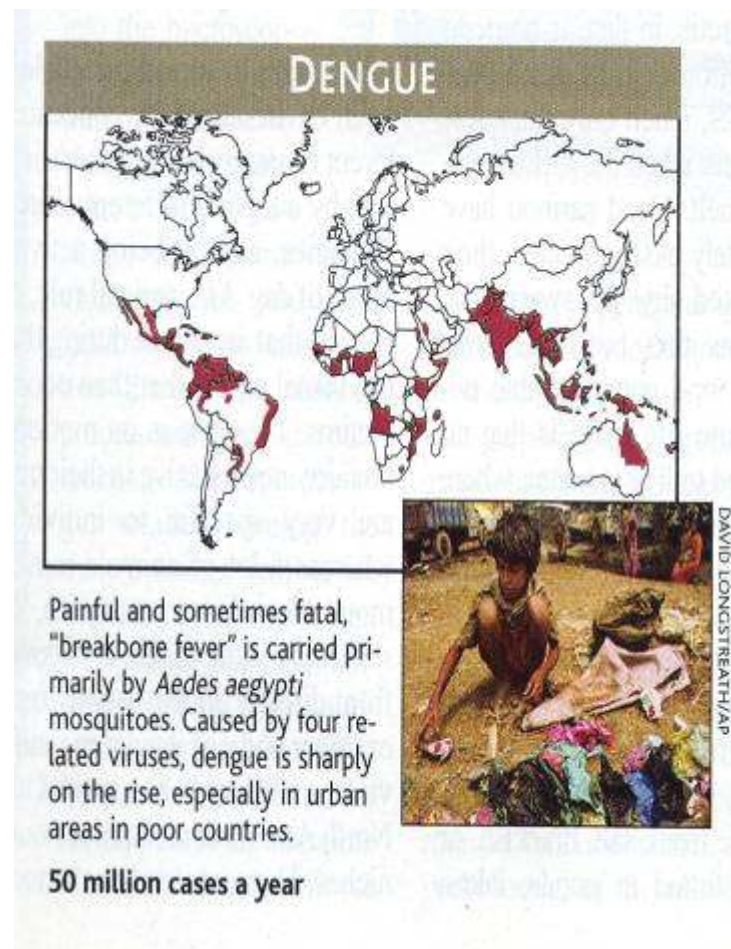 DENGUE
Painful and sometimes fatal,
"breakbone fever" is carried pri-
marily by Aedes aegypti
mosquitoes. Caused by four re-
lated viruses, dengue is sharply
on the rise, especially in urban
areas in poor countries.
50 million cases a year
DAVID LONGSTREATH/AP